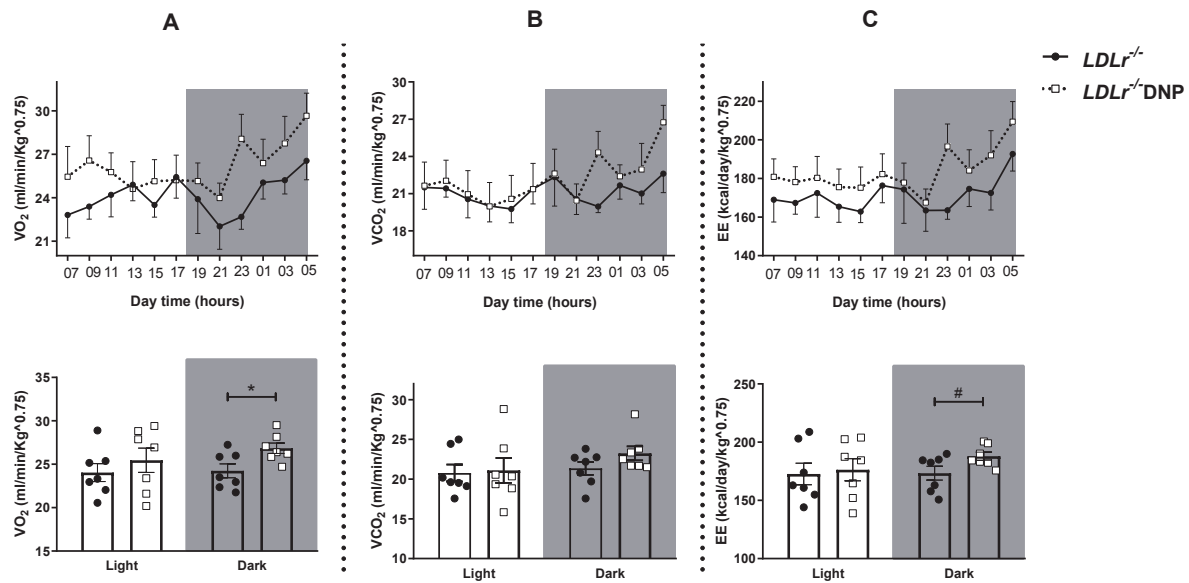 A
B
C
LDLr-/-
LDLr-/-DNP
VO2 (ml/min/Kg^0.75)
30
27
24
21
07 09 11 13 15 17 19 21 23 01 03 05
Day time (hours)
VCO2 (ml/min/Kg^0.75)
30
27
24
21
18
07 09 11 13 15 17 19 21 23 01 03 05
Day time (hours)
EE (kcal/day/kg^0.75)
220
200
180
160
140
07 09 11 13 15 17 19 21 23 01 03 05
Day time (hours)
VO2 (ml/min/Kg^0.75)
35
30
25
20
15
*
Light Dark
VCO2 (ml/min/Kg^0.75)
30
25
20
15
10
Light Dark
EE (kcal/day/kg^0.75)
250
200
150
100
#
Light Dark